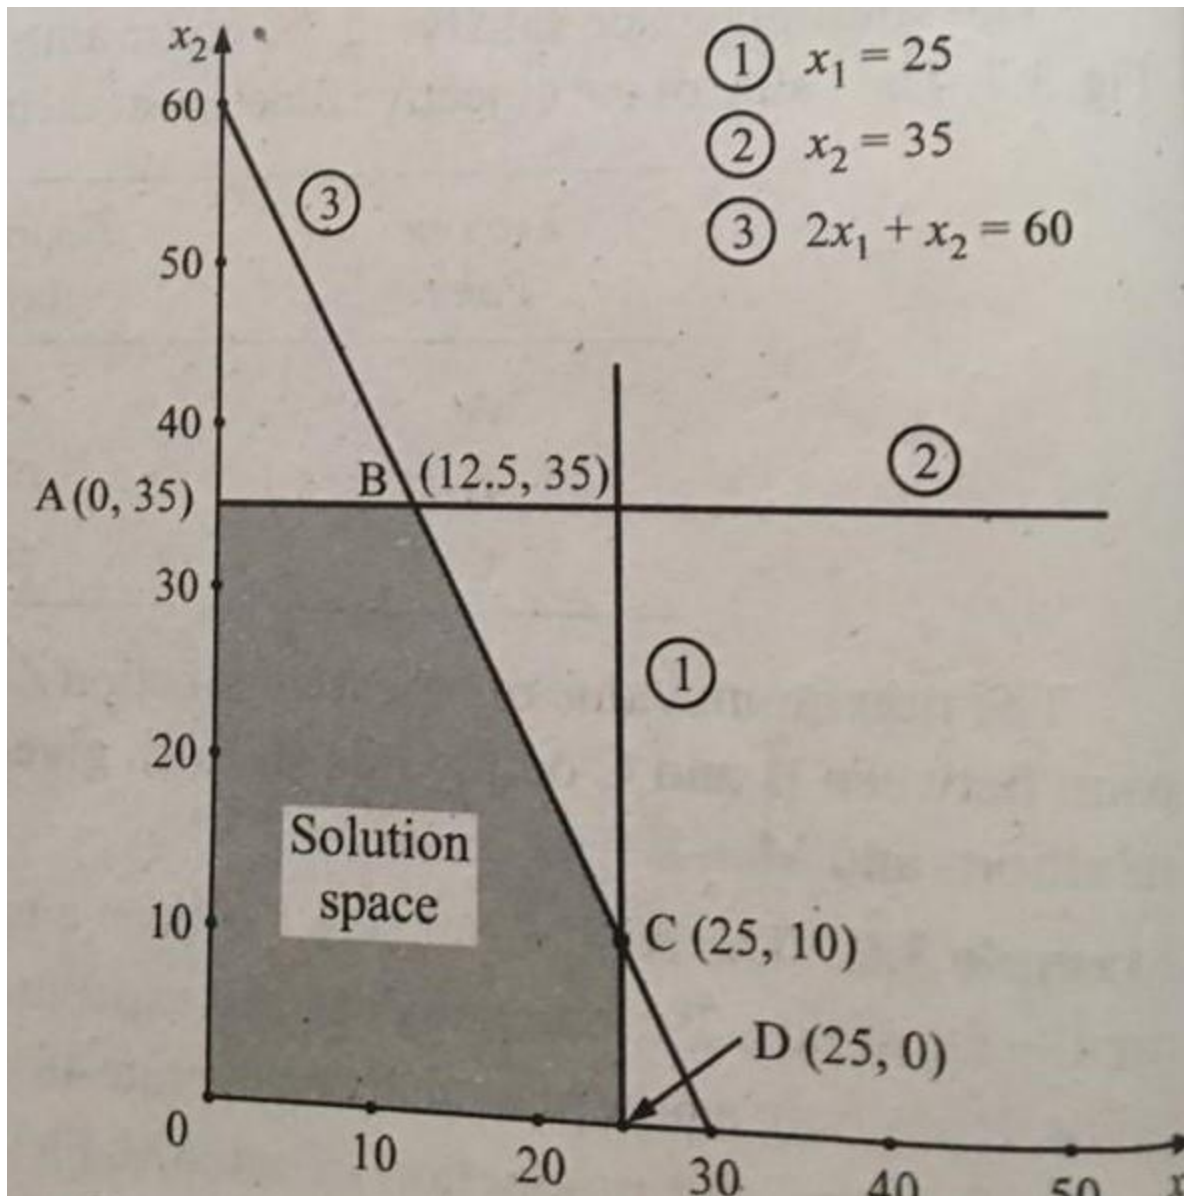 x₂
① x₁ = 25
60
② x₂ = 35
③
③ 2x₁ + x₂ = 60
50
40
②
B (12.5, 35)
A (0, 35)
30
①
20
Solution
space
10
C (25, 10)
D (25, 0)
0
10
20
30
40
50